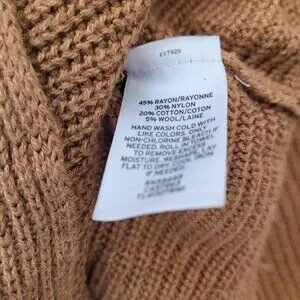 KX7929
45% RAYON/RAYONNE
30% NYLON
20% COTTON/COTON
5% WOOL/LAINE
HAND WASH COLD WITH
LIKE COLORS. ONLY
NON-CHLORINE BLEACH IF
NEEDED. ROLL IN TOWEL
TO REMOVE EXCESS
MOISTURE. RESHAPE. LAY
FLAT TO DRY. COOL IRON
IF NEEDED.